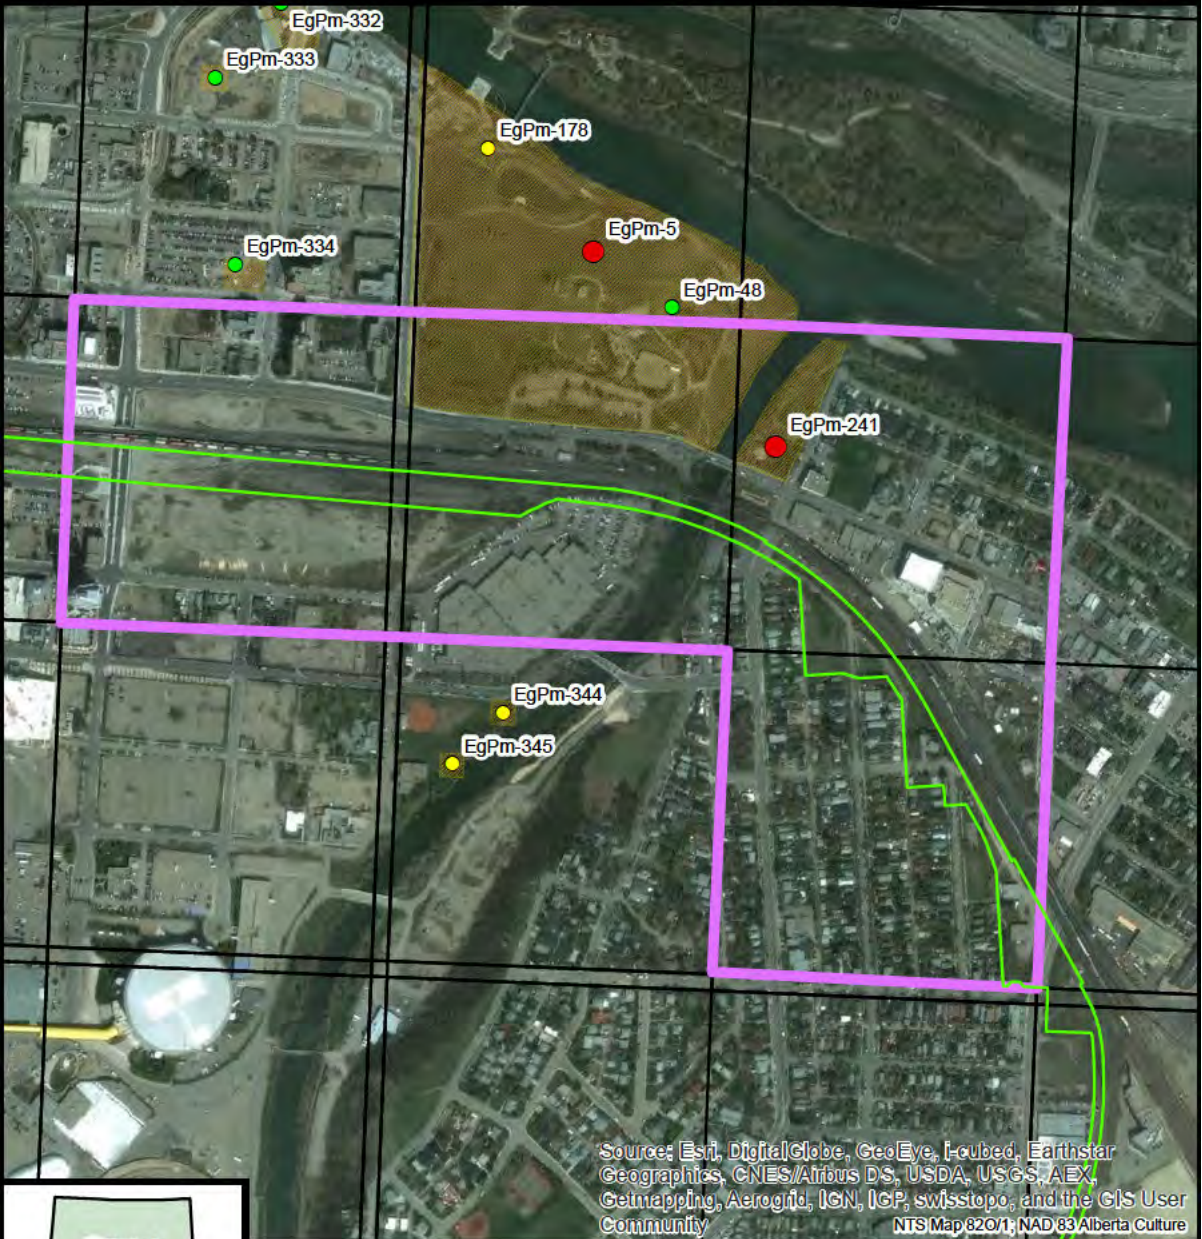 EgPm-332
EgPm-333
EgPm-178
EgPm-5
EgPm-334
EgPm-48
EgPm-241
EgPm-344
EgPm-345
Source: Esri, DigitalGlobe, GeoEye, i-cubed, Earthstar
Geographics, CNES/Airbus DS, USDA, USGS, AEX,
Getmapping, Aerogrid, IGN, IGP, swisstopo, and the GIS User
Community
NTS Map 82O/1; NAD 83 Alberta Culture